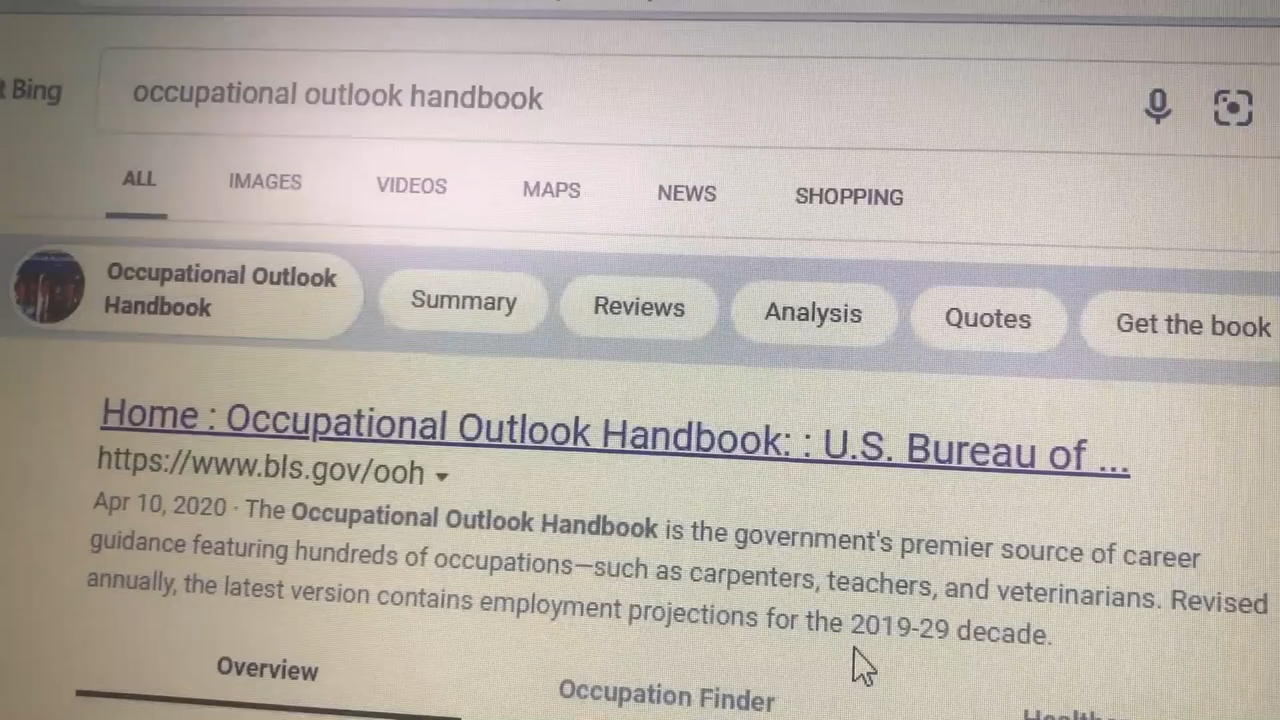 Bing
occupational outlook handbook
ALL IMAGES VIDEOS MAPS NEWS SHOPPING
Occupational Outlook
Handbook
Summary Reviews Analysis Quotes Get the book
Home : Occupational Outlook Handbook: : U.S. Bureau of ...
https://www.bls.gov/ooh
Apr 10, 2020 · The Occupational Outlook Handbook is the government's premier source of career
guidance featuring hundreds of occupations—such as carpenters, teachers, and veterinarians. Revised
annually, the latest version contains employment projections for the 2019-29 decade.
Overview Occupation Finder